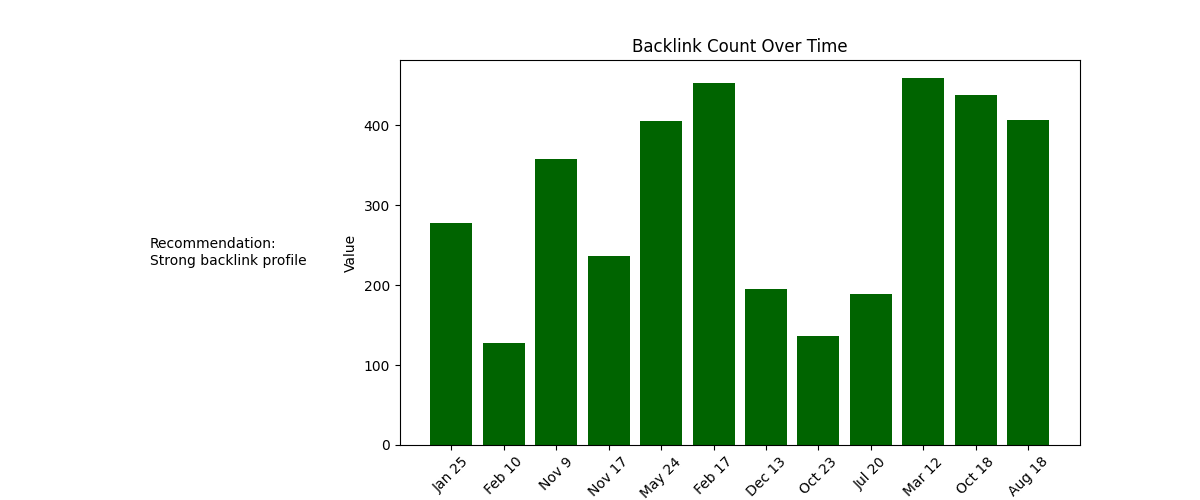 Backlink Count Over Time
Recommendation:
Strong backlink profile
Value
400
300
200
100
0
Jan 25
Feb 10
Nov 9
Nov 17
May 24
Feb 17
Dec 13
Oct 23
Jul 20
Mar 12
Oct 18
Aug 18